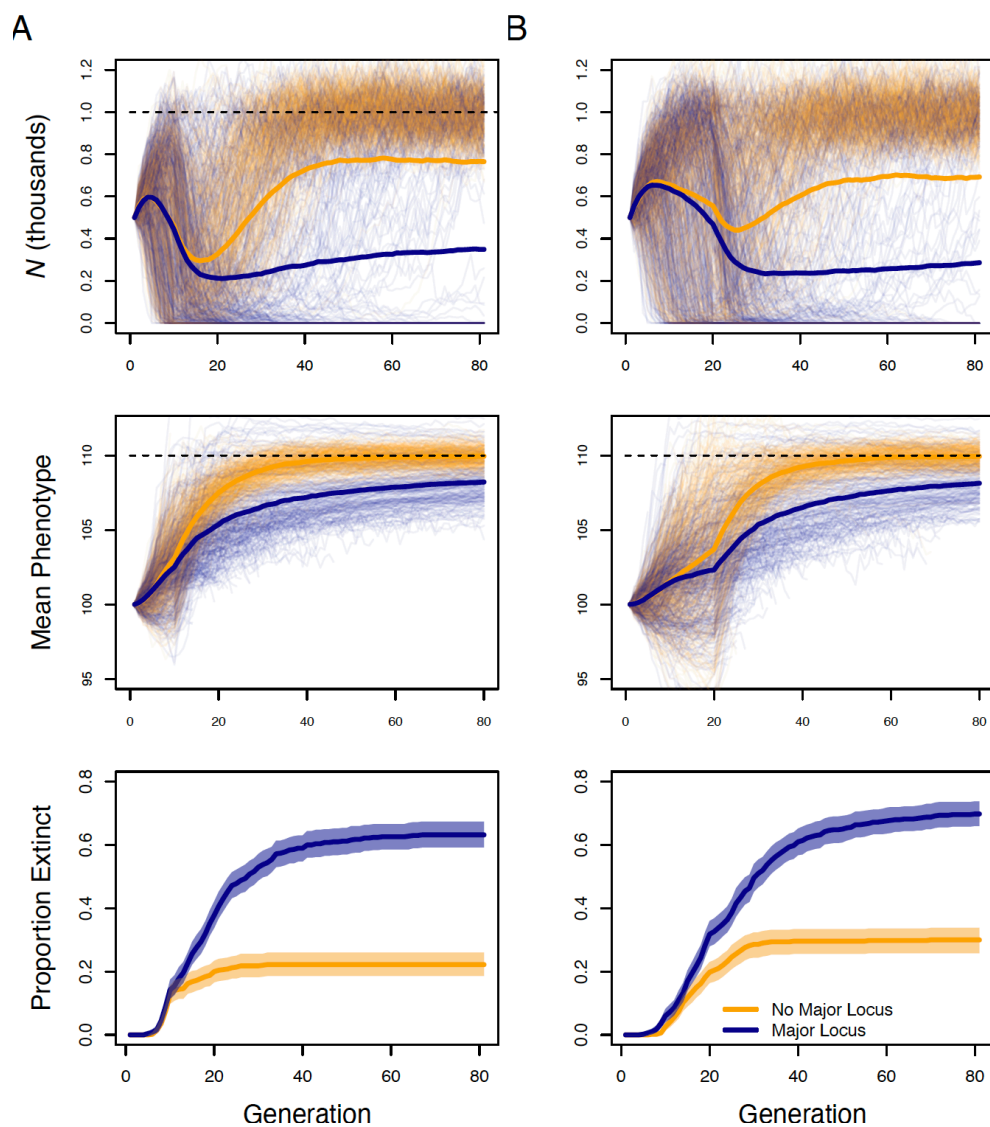 A B
N (thousands)
0.0 0.2 0.4 0.6 0.8 1.0 1.2
0 20 40 60 80
0.0 0.2 0.4 0.6 0.8 1.0 1.2
0 20 40 60 80
Mean Phenotype
95 100 105 110
0 20 40 60 80
95 100 105 110
0 20 40 60 80
Proportion Extinct
0.0 0.2 0.4 0.6 0.8
0 20 40 60 80
Generation
0.0 0.2 0.4 0.6 0.8
No Major Locus
Major Locus
0 20 40 60 80
Generation